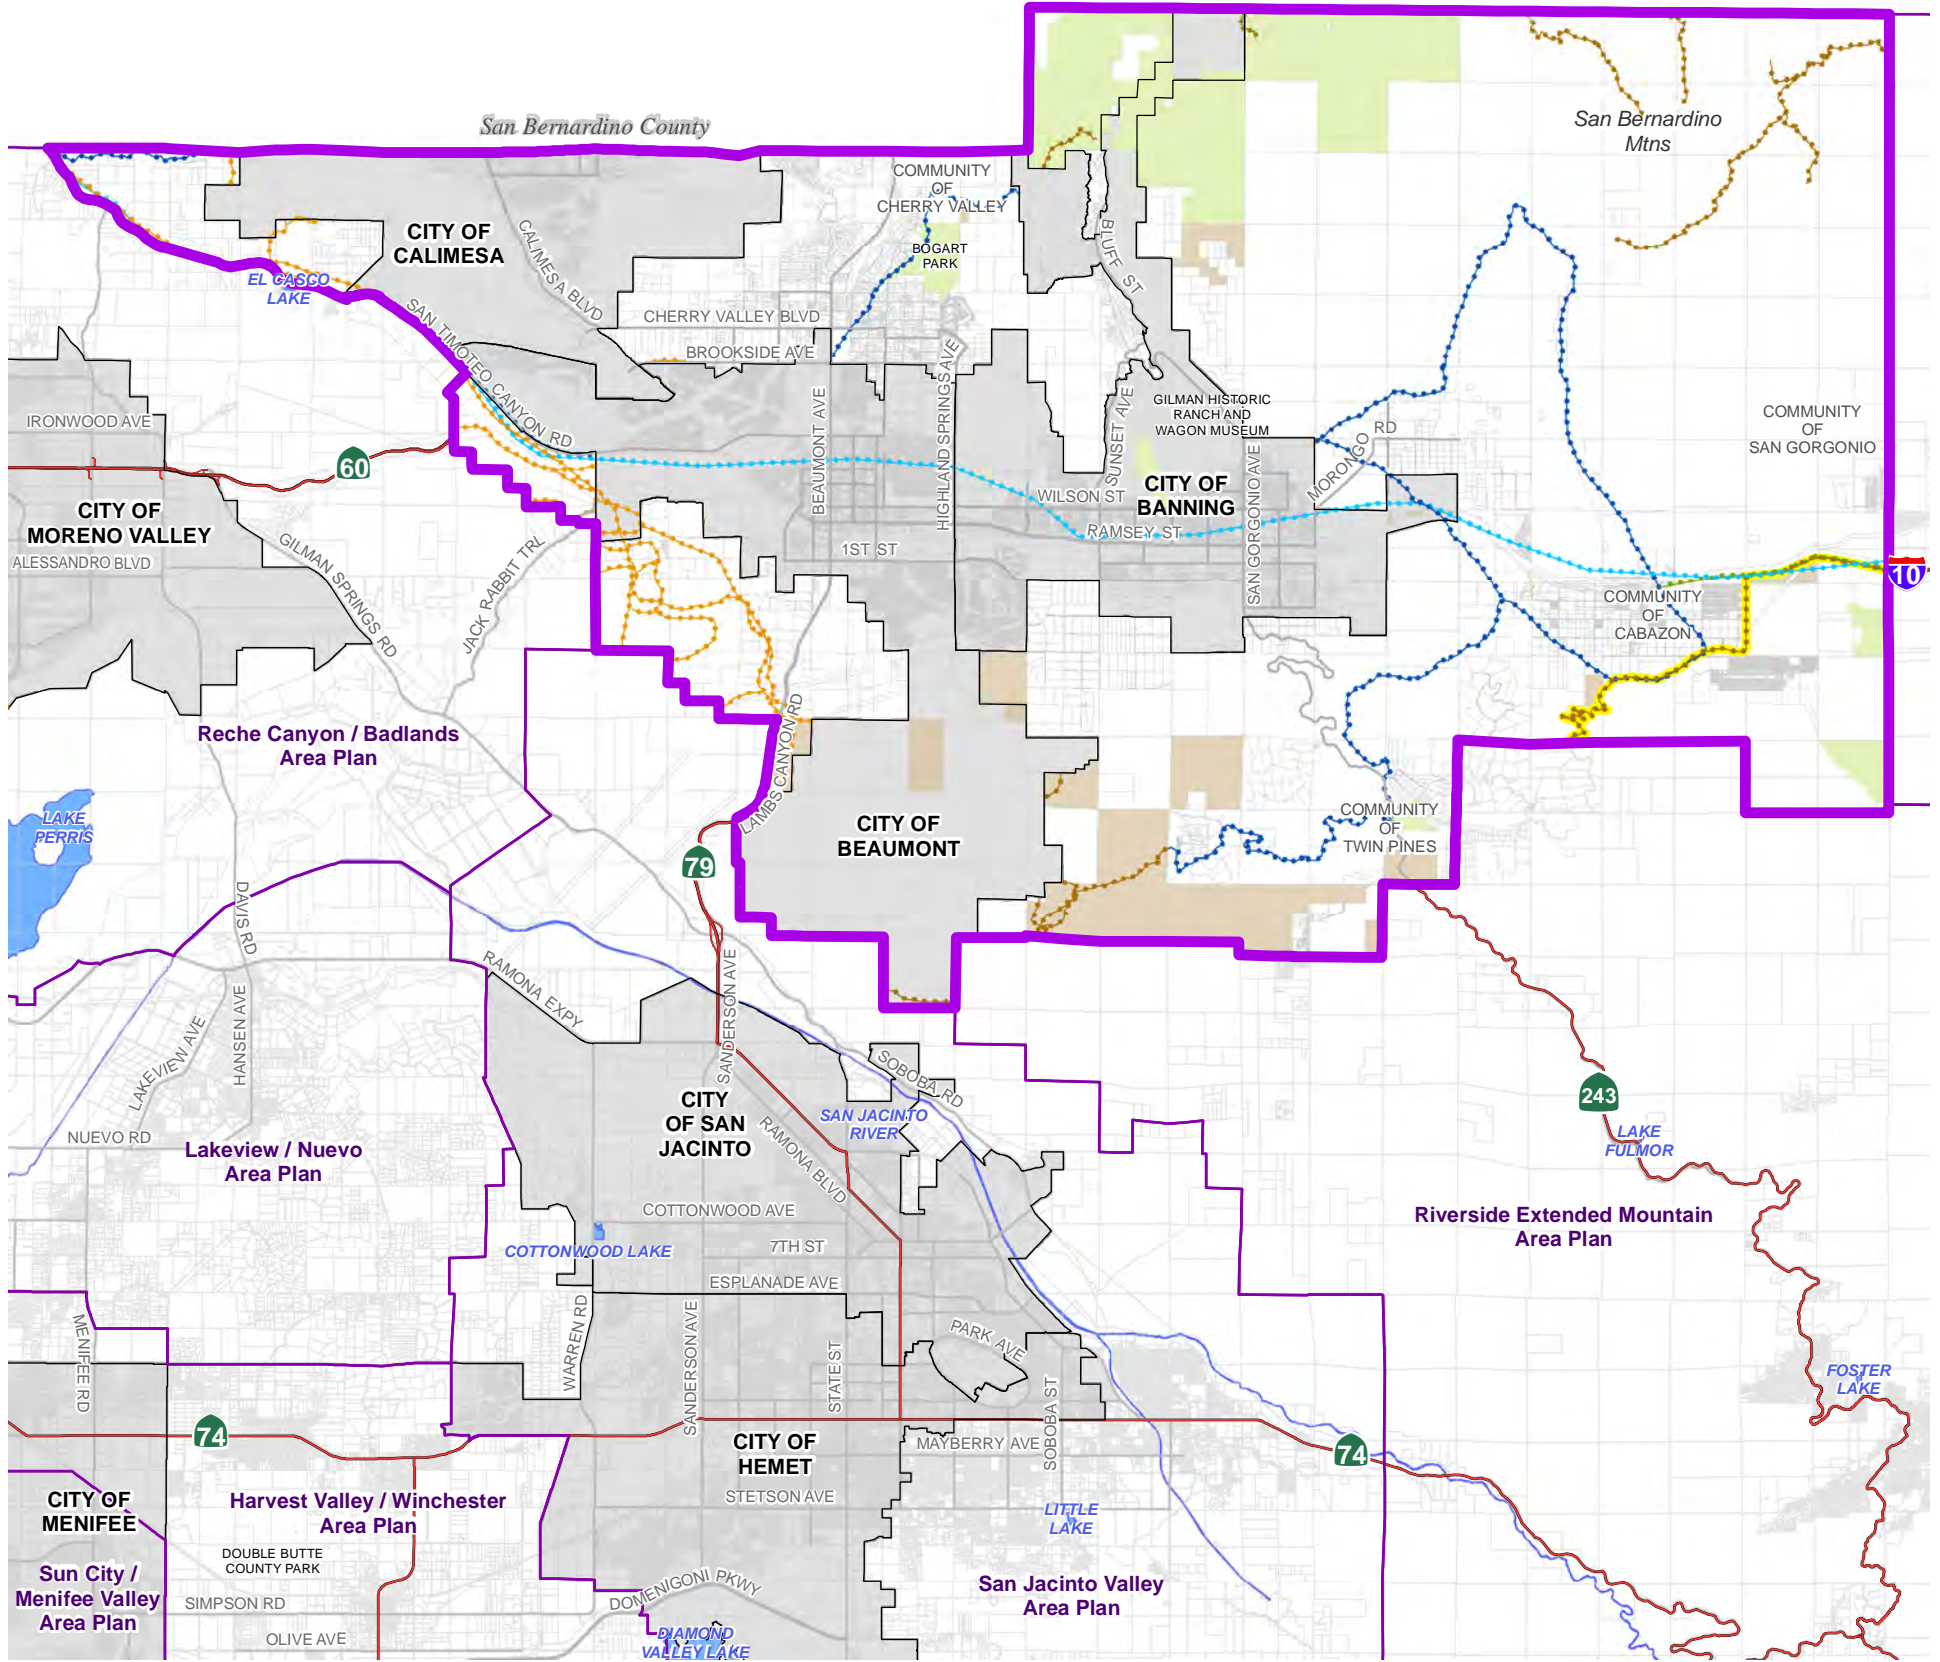 San Bernardino County
San Bernardino
Mtns
COMMUNITY
OF
CHERRY VALLEY
CITY OF
CALIMESA
CALIMESA BLVD
BOGART
PARK
BLUFF ST
EL CASCO
LAKE
SAN TIMOTEO CANYON RD
CHERRY VALLEY BLVD
BROOKSIDE AVE
HIGHLAND SPRINGS AVE
BEAUMONT AVE
SUNSET AVE
GILMAN HISTORIC
RANCH AND
WAGON MUSEUM
MORONGO RD
COMMUNITY
OF
SAN GORGONIO
IRONWOOD AVE
60
CITY OF
MORENO VALLEY
ALESSANDRO BLVD
GILMAN SPRINGS RD
JACK RABBIT TRL
WILSON ST
CITY OF
BANNING
RAMSEY ST
SAN GORGONIO AVE
1ST ST
10
COMMUNITY
OF
CABAZON
Reche Canyon / Badlands
Area Plan
LAMBS CANYON RD
LAKE
PERRIS
CITY OF
BEAUMONT
COMMUNITY
OF
TWIN PINES
79
DAVIS RD
RAMONA EXPY
SANDERSON AVE
LAKEVIEW AVE
HANSEN AVE
SOBOBA RD
243
CITY
OF SAN
JACINTO
SAN JACINTO
RIVER
RAMONA BLVD
NUEVO RD
Lakeview / Nuevo
Area Plan
LAKE
FULMOR
COTTONWOOD AVE
Riverside Extended Mountain
Area Plan
COTTONWOOD LAKE
7TH ST
ESPLANADE AVE
MENIFEE RD
WARREN RD
SANDERSON AVE
STATE ST
PARK AVE
SOBOBA ST
FOSTER
LAKE
74
CITY OF
HEMET
MAYBERRY AVE
74
STETSON AVE
CITY OF
MENIFEE
Harvest Valley / Winchester
Area Plan
LITTLE
LAKE
DOUBLE BUTTE
COUNTY PARK
Sun City /
Menifee Valley
Area Plan
SIMPSON RD
DOMENIGONI PKWY
San Jacinto Valley
Area Plan
OLIVE AVE
DIAMOND
VALLEY LAKE